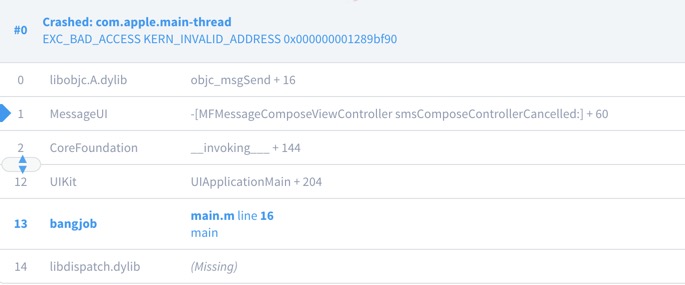 #0 Crashed: com.apple.main-thread
EXC_BAD_ACCESS KERN_INVALID_ADDRESS 0x000000001289bf90
0 libobjc.A.dylib objc_msgSend + 16
1 MessageUI -[MFMessageComposeViewController smsComposeControllerCancelled:] + 60
2 CoreFoundation __invoking___ + 144
12 UIKit UIApplicationMain + 204
13 bangjob main.m line 16
main
14 libdispatch.dylib (Missing)